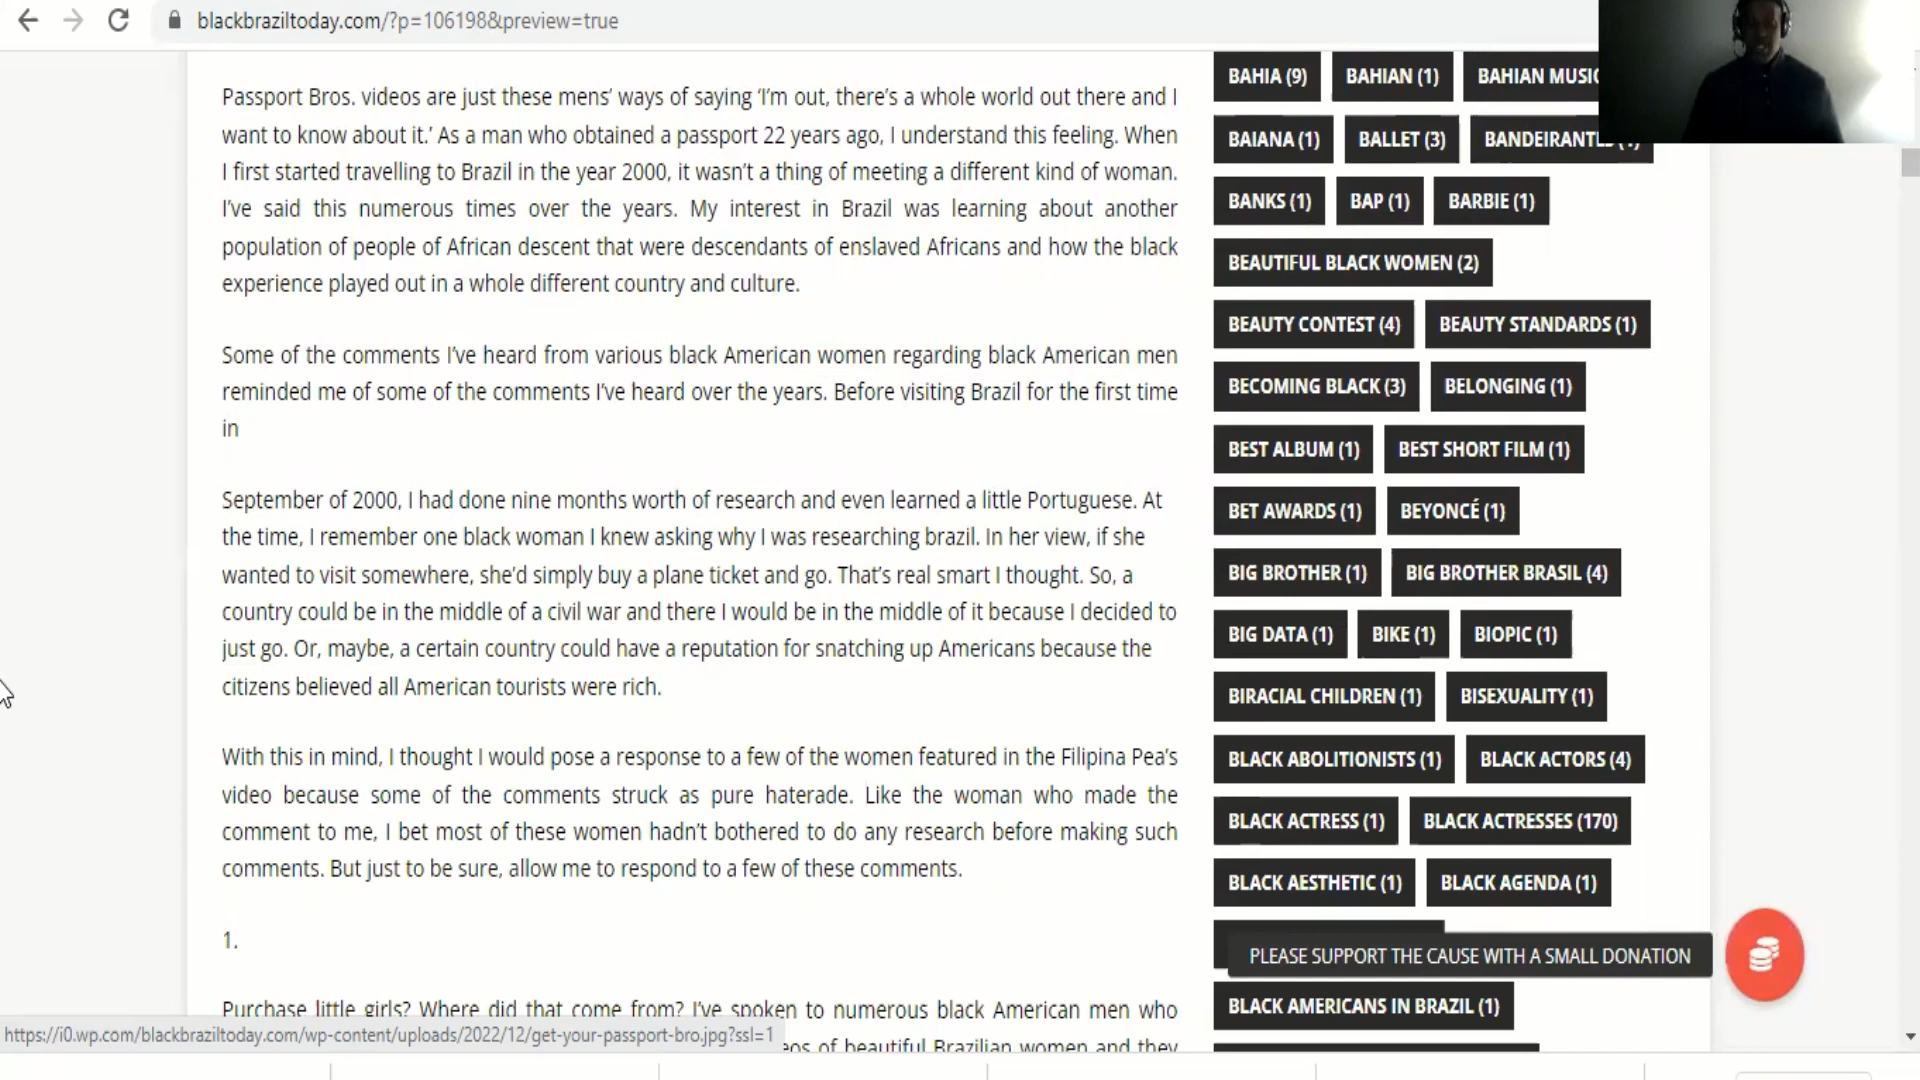 blackbraziltoday.com/?p=106198&preview=true
Passport Bros. videos are just these mens’ ways of saying ‘I’m out, there’s a whole world out there and I
want to know about it.’ As a man who obtained a passport 22 years ago, I understand this feeling. When
I first started travelling to Brazil in the year 2000, it wasn’t a thing of meeting a different kind of woman.
I’ve said this numerous times over the years. My interest in Brazil was learning about another
population of people of African descent that were descendants of enslaved Africans and how the black
experience played out in a whole different country and culture.
Some of the comments I’ve heard from various black American women regarding black American men
reminded me of some of the comments I’ve heard over the years. Before visiting Brazil for the first time
in
September of 2000, I had done nine months worth of research and even learned a little Portuguese. At
the time, I remember one black woman I knew asking why I was researching brazil. In her view, if she
wanted to visit somewhere, she’d simply buy a plane ticket and go. That’s real smart I thought. So, a
country could be in the middle of a civil war and there I would be in the middle of it because I decided to
just go. Or, maybe, a certain country could have a reputation for snatching up Americans because the
citizens believed all American tourists were rich.
With this in mind, I thought I would pose a response to a few of the women featured in the Filipina Pea’s
video because some of the comments struck as pure haterade. Like the woman who made the
comment to me, I bet most of these women hadn’t bothered to do any research before making such
comments. But just to be sure, allow me to respond to a few of these comments.
1.
Purchase little girls? Where did that come from? I’ve spoken to numerous black American men who
of beautiful Brazilian women and they
https://i0.wp.com/blackbraziltoday.com/wp-content/uploads/2022/12/get-your-passport-bro.jpg?ssl=1
BAHIA (9) BAHIAN (1) BAHIAN MUSIC
BAIANA (1) BALLET (3)
BANKS (1) BAP (1) BARBIE (1)
BEAUTIFUL BLACK WOMEN (2)
BEAUTY CONTEST (4) BEAUTY STANDARDS (1)
BECOMING BLACK (3) BELONGING (1)
BEST ALBUM (1) BEST SHORT FILM (1)
BET AWARDS (1) BEYONCÉ (1)
BIG BROTHER (1) BIG BROTHER BRASIL (4)
BIG DATA (1) BIKE (1) BIOPIC (1)
BIRACIAL CHILDREN (1) BISEXUALITY (1)
BLACK ABOLITIONISTS (1) BLACK ACTORS (4)
BLACK ACTRESS (1) BLACK ACTRESSES (170)
BLACK AESTHETIC (1) BLACK AGENDA (1)
PLEASE SUPPORT THE CAUSE WITH A SMALL DONATION
BLACK AMERICANS IN BRAZIL (1)